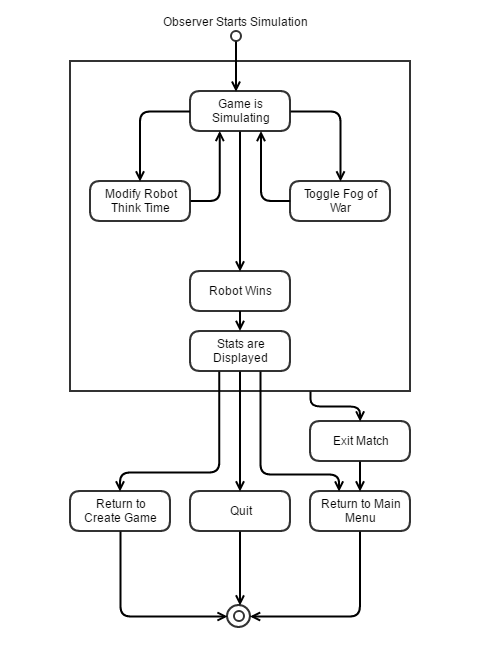 Observer Starts Simulation
Game is
Simulating
Modify Robot
Think Time
Toggle Fog of
War
Robot Wins
Stats are
Displayed
Exit Match
Return to
Create Game
Quit
Return to Main
Menu